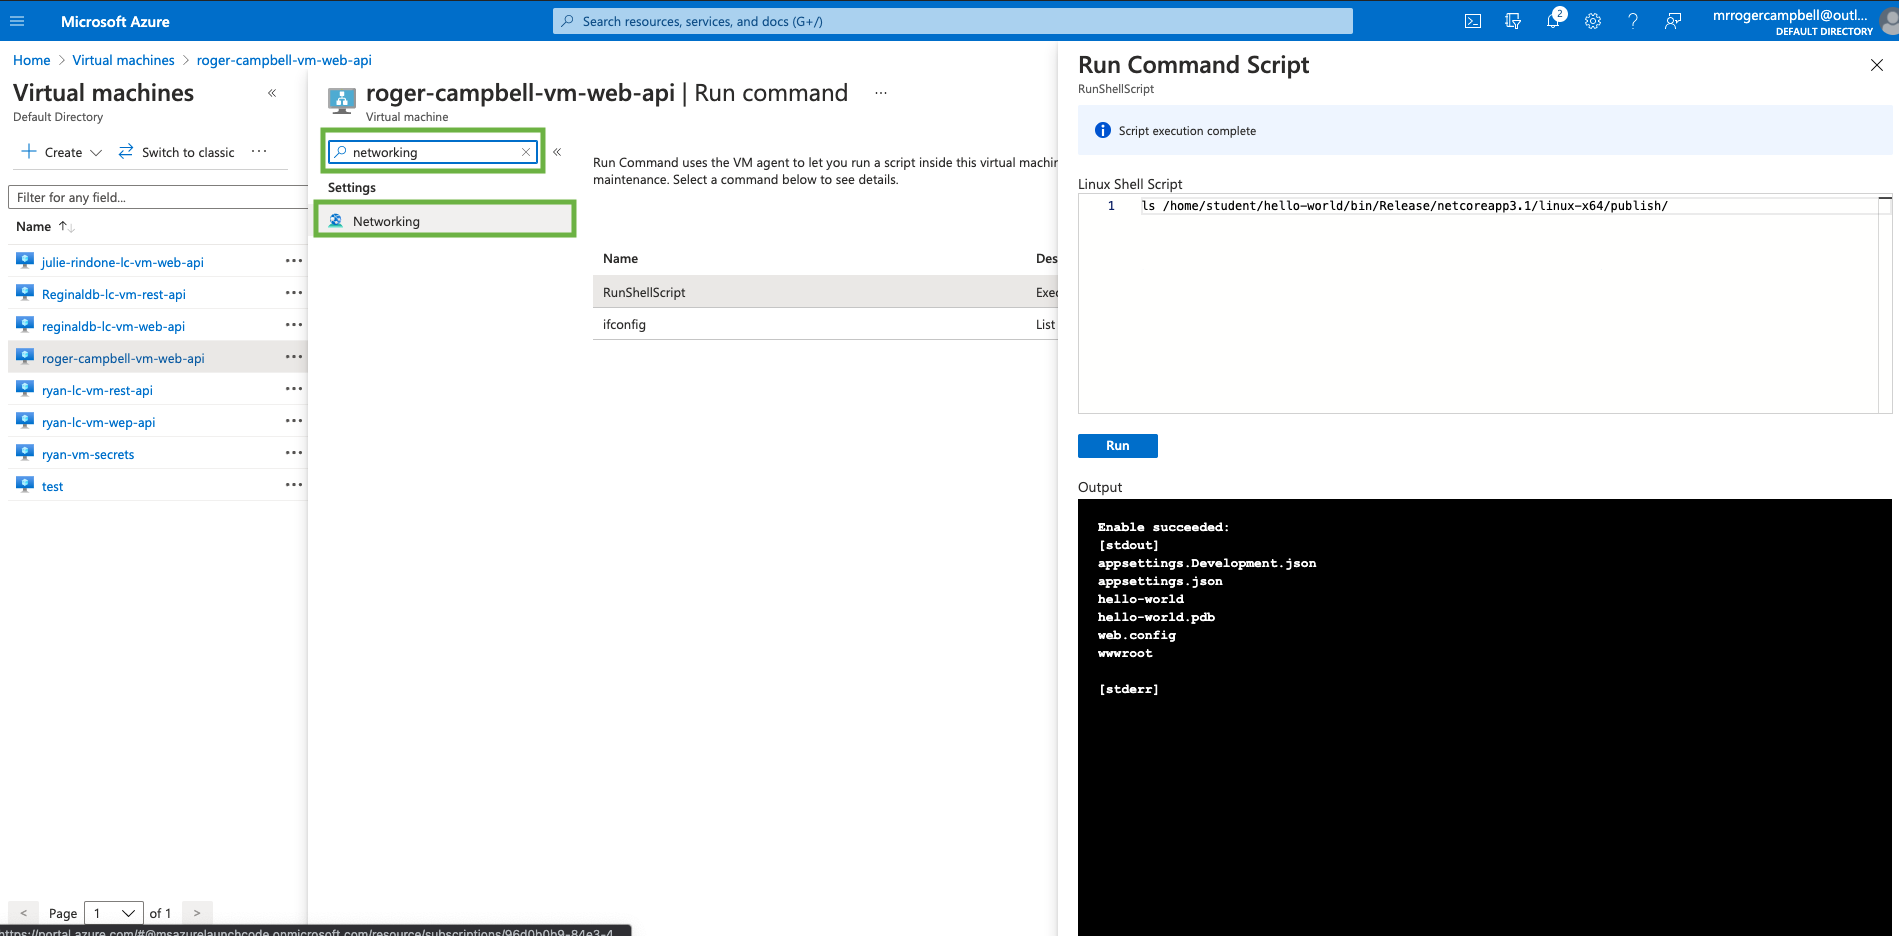 Microsoft Azure
Search resources, services, and docs (G+/)
2
mrrogercampbell@outl...
DEFAULT DIRECTORY
Home > Virtual machines > roger-campbell-vm-web-api
Virtual machines
Default Directory
Create
Switch to classic
Filter for any field...
Name
julie-rindone-lc-vm-web-api
Reginaldb-lc-vm-rest-api
reginaldb-lc-vm-web-api
roger-campbell-vm-web-api
ryan-lc-vm-rest-api
ryan-lc-vm-wep-api
ryan-vm-secrets
test
< Page 1 of 1 >
https://portal.azure.com/#@msazurelaunchcode.onmicrosoft.com/resource/subscriptions/96d0b0b9-84e3-4...
roger-campbell-vm-web-api | Run command ...
Virtual machine
networking
Settings
Networking
Run Command uses the VM agent to let you run a script inside this virtual machin
maintenance. Select a command below to see details.
Name Des
RunShellScript Exec
ifconfig List
Run Command Script
RunShellScript
Script execution complete
Linux Shell Script
1 ls /home/student/hello-world/bin/Release/netcoreapp3.1/linux-x64/publish/
Run
Output
Enable succeeded:
[stdout]
appsettings.Development.json
appsettings.json
hello-world
hello-world.pdb
web.config
wwwroot
[stderr]